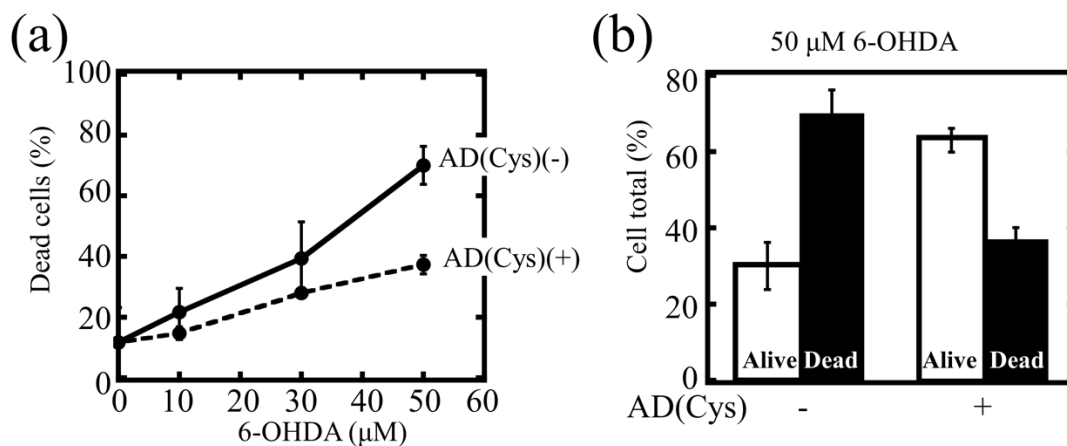 (a)
Dead cells (%)
100
80
60
40
20
0
AD(Cys)(-)
AD(Cys)(+)
0 10 20 30 40 50 60
6-OHDA (μM)
(b)
50 μM 6-OHDA
Cell total (%)
80
60
40
20
0
Alive Dead Alive Dead
AD(Cys) - +